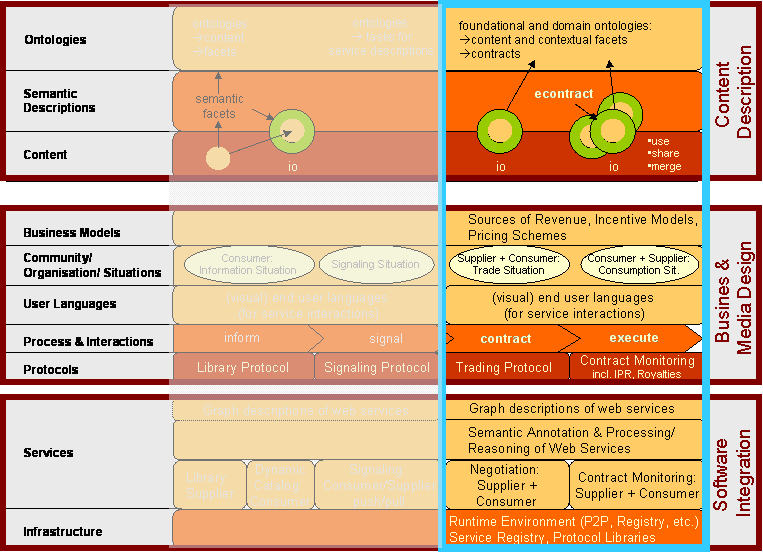 Ontologies
ontologies
→content
→facets
ontologies
→ facets for
service descriptions
foundational and domain ontologies:
→content and contextual facets
→contracts
Content
Description
Semantic
Descriptions
semantic
facets
econtract
Content
io
io
io
•use
•share
•merge
Business Models
Sources of Revenue, Incentive Models,
Pricing Schemes
Busines &
Media Design
Community/
Organisation/ Situations
Consumer:
Information Situation
Signaling Situation
Supplier + Consumer:
Trade Situation
Consumer + Supplier:
Consumption Sit.
User Languages
(visual) end user languages
(for service interactions)
(visual) end user languages
(for service interactions)
Process & Interactions
inform
signal
contract
execute
Protocols
Library Protocol
Signaling Protocol
Trading Protocol
Contract Monitoring
incl. IPR, Royalties
Services
Graph descriptions of web services
Graph descriptions of web services
Software
Integration
Semantic Annotation & Processing/
Reasoning of Web Services
Library:
Supplier
Dynamic
Consumer
Signaling:
Consumer/Supplier
push/pull
Negotiation:
Supplier +
Consumer
Contract Monitoring:
Supplier + Consumer
Infrastructure
Runtime Environment (P2P, Registry, etc.)
Service Registry, Protocol Libraries